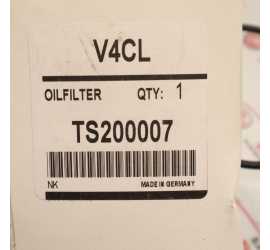 V4CL
OILFILTER QTY: 1
TS200007
NK MADE IN GERMANY